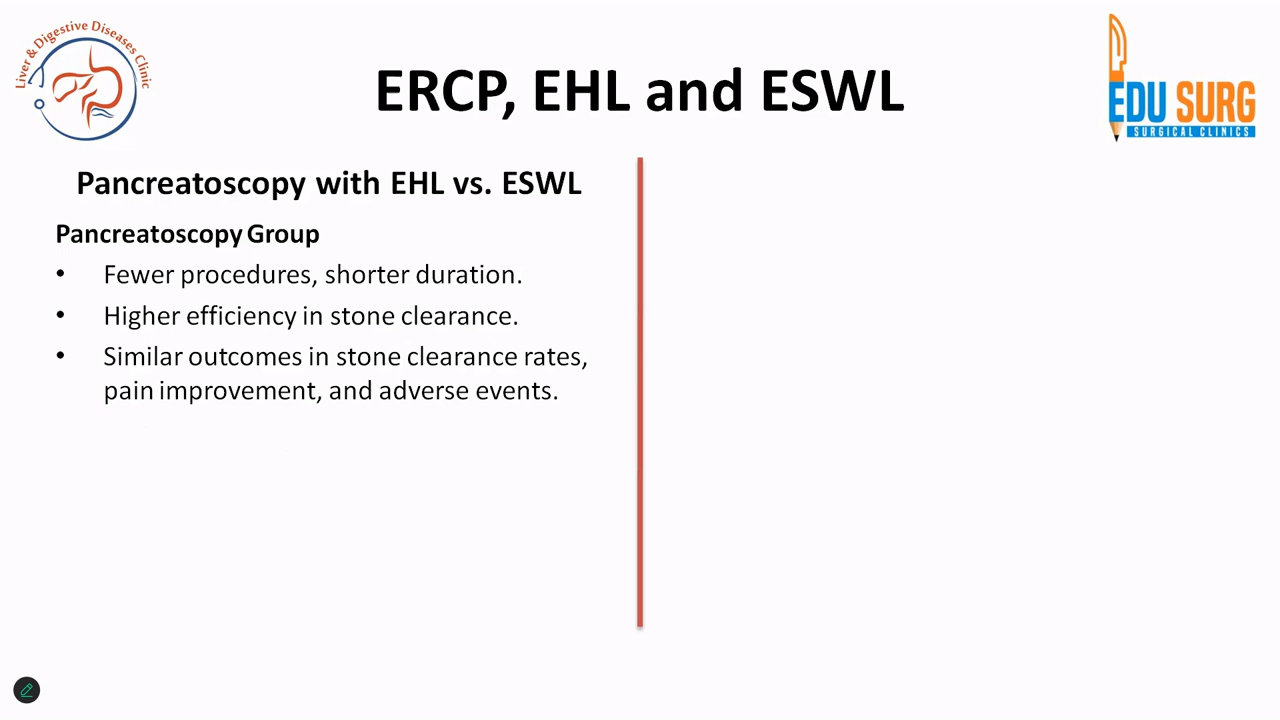 Liver & Digestive Diseases Clinic
ERCP, EHL and ESWL
EDU SURG
SURGICAL CLINICS
Pancreatoscopy with EHL vs. ESWL
Pancreatoscopy Group
• Fewer procedures, shorter duration.
• Higher efficiency in stone clearance.
• Similar outcomes in stone clearance rates,
pain improvement, and adverse events.